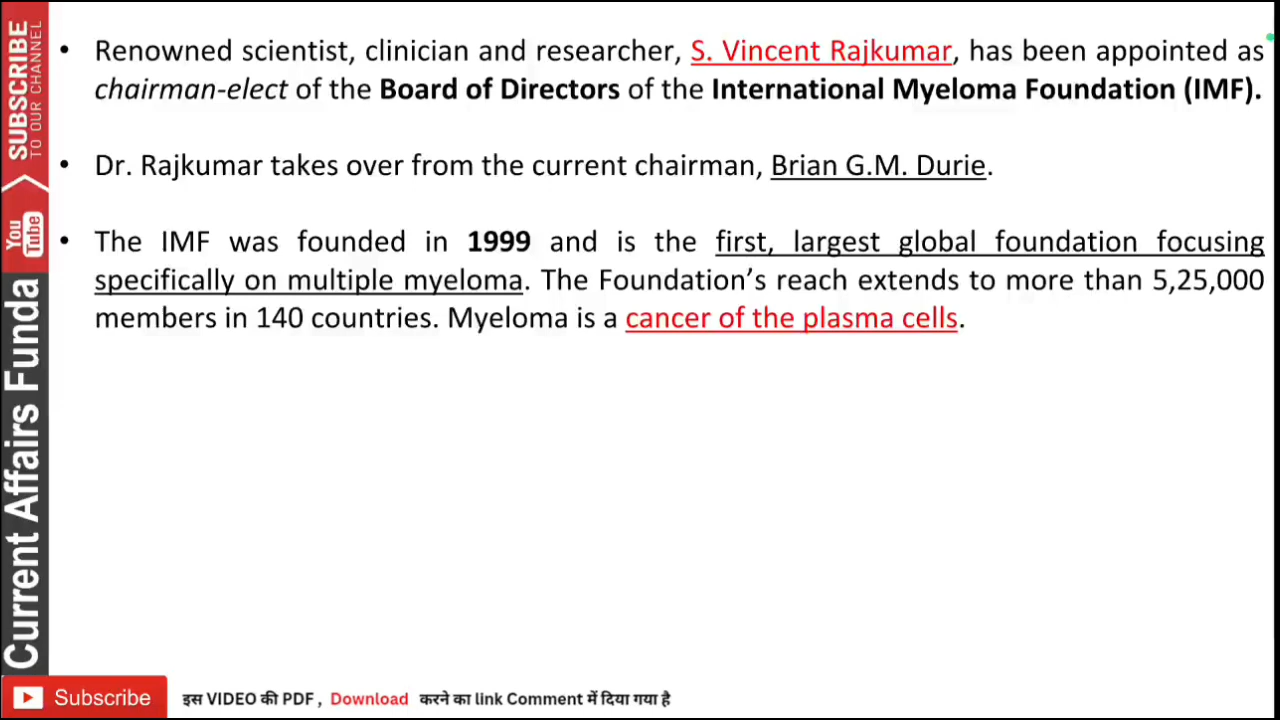 SUBSCRIBE
TO OUR CHANNEL
You
Tube
Current Affairs Funda
• Renowned scientist, clinician and researcher, S. Vincent Rajkumar, has been appointed as
chairman-elect of the Board of Directors of the International Myeloma Foundation (IMF).
• Dr. Rajkumar takes over from the current chairman, Brian G.M. Durie.
• The IMF was founded in 1999 and is the first, largest global foundation focusing
specifically on multiple myeloma. The Foundation’s reach extends to more than 5,25,000
members in 140 countries. Myeloma is a cancer of the plasma cells.
Subscribe इस VIDEO की PDF , Download करने का link Comment में दिया गया है